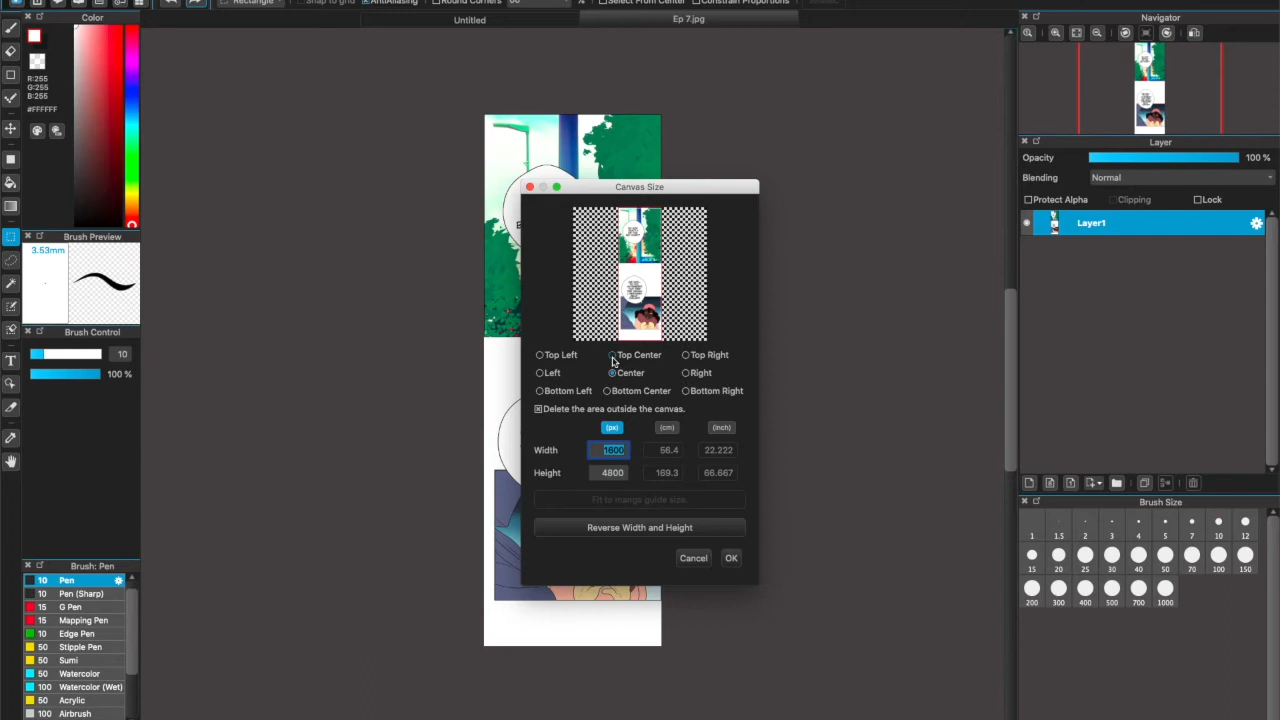 Rectangle Snap to grid AntiAliasing Round Corners Select From Center Constrain Proportions
Untitled
Ep 7.jpg
Color
R:255
G:255
B:255
#FFFFFF
Brush Preview
3.53mm
Brush Control
10
100 %
Brush: Pen
10 Pen
10 Pen (Sharp)
15 G Pen
15 Mapping Pen
10 Edge Pen
50 Stipple Pen
50 Sumi
50 Watercolor
100 Watercolor (Wet)
50 Acrylic
100 Airbrush
Canvas Size
Top Left Top Center Top Right
Left Center Right
Bottom Left Bottom Center Bottom Right
Delete the area outside the canvas.
(px) (cm) (inch)
Width 1600 56.4 22.222
Height 4800 169.3 66.667
Fit to manga guide size.
Reverse Width and Height
Cancel OK
Navigator
Layer
Opacity 100 %
Blending Normal
Protect Alpha Clipping Lock
Layer1
Brush Size
1 1.5 2 3 4 5 7 10 12
15 20 25 30 40 50 70 100 150
200 300 400 500 700 1000